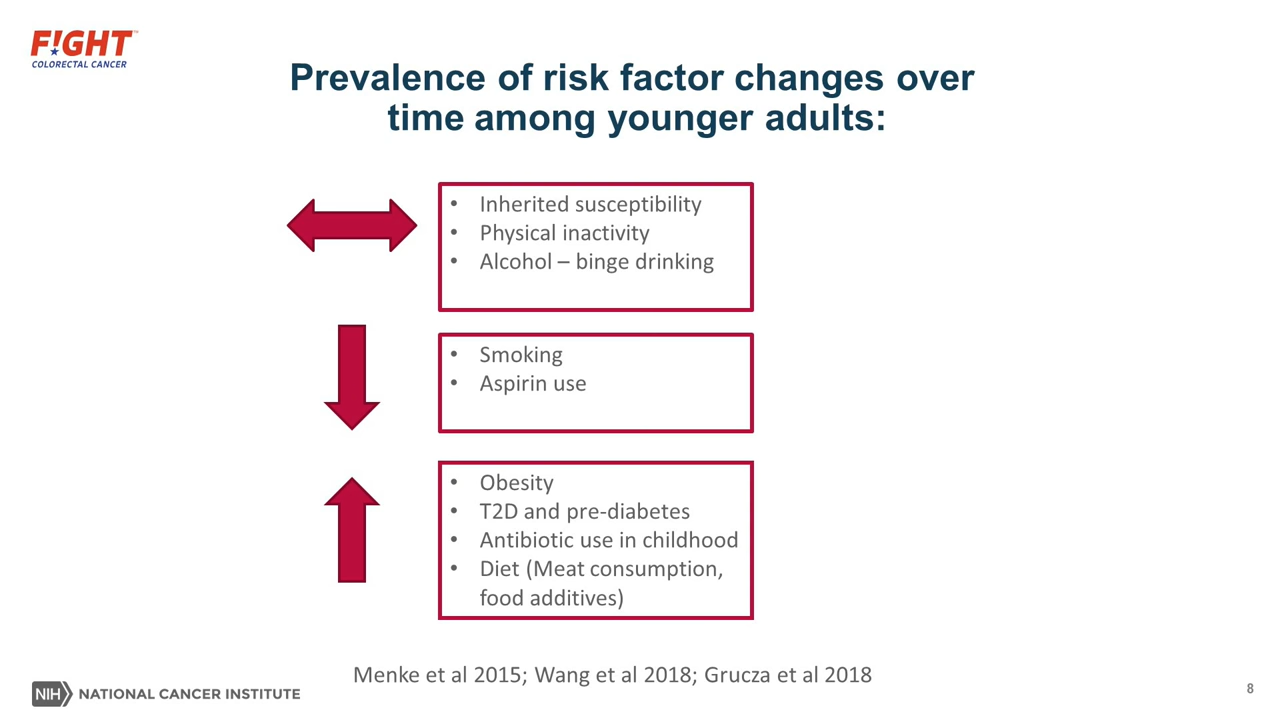 F!GHT™
COLORECTAL CANCER
Prevalence of risk factor changes over
time among younger adults:
• Inherited susceptibility
• Physical inactivity
• Alcohol – binge drinking
• Smoking
• Aspirin use
• Obesity
• T2D and pre-diabetes
• Antibiotic use in childhood
• Diet (Meat consumption,
food additives)
Menke et al 2015; Wang et al 2018; Grucza et al 2018
NIH NATIONAL CANCER INSTITUTE
8